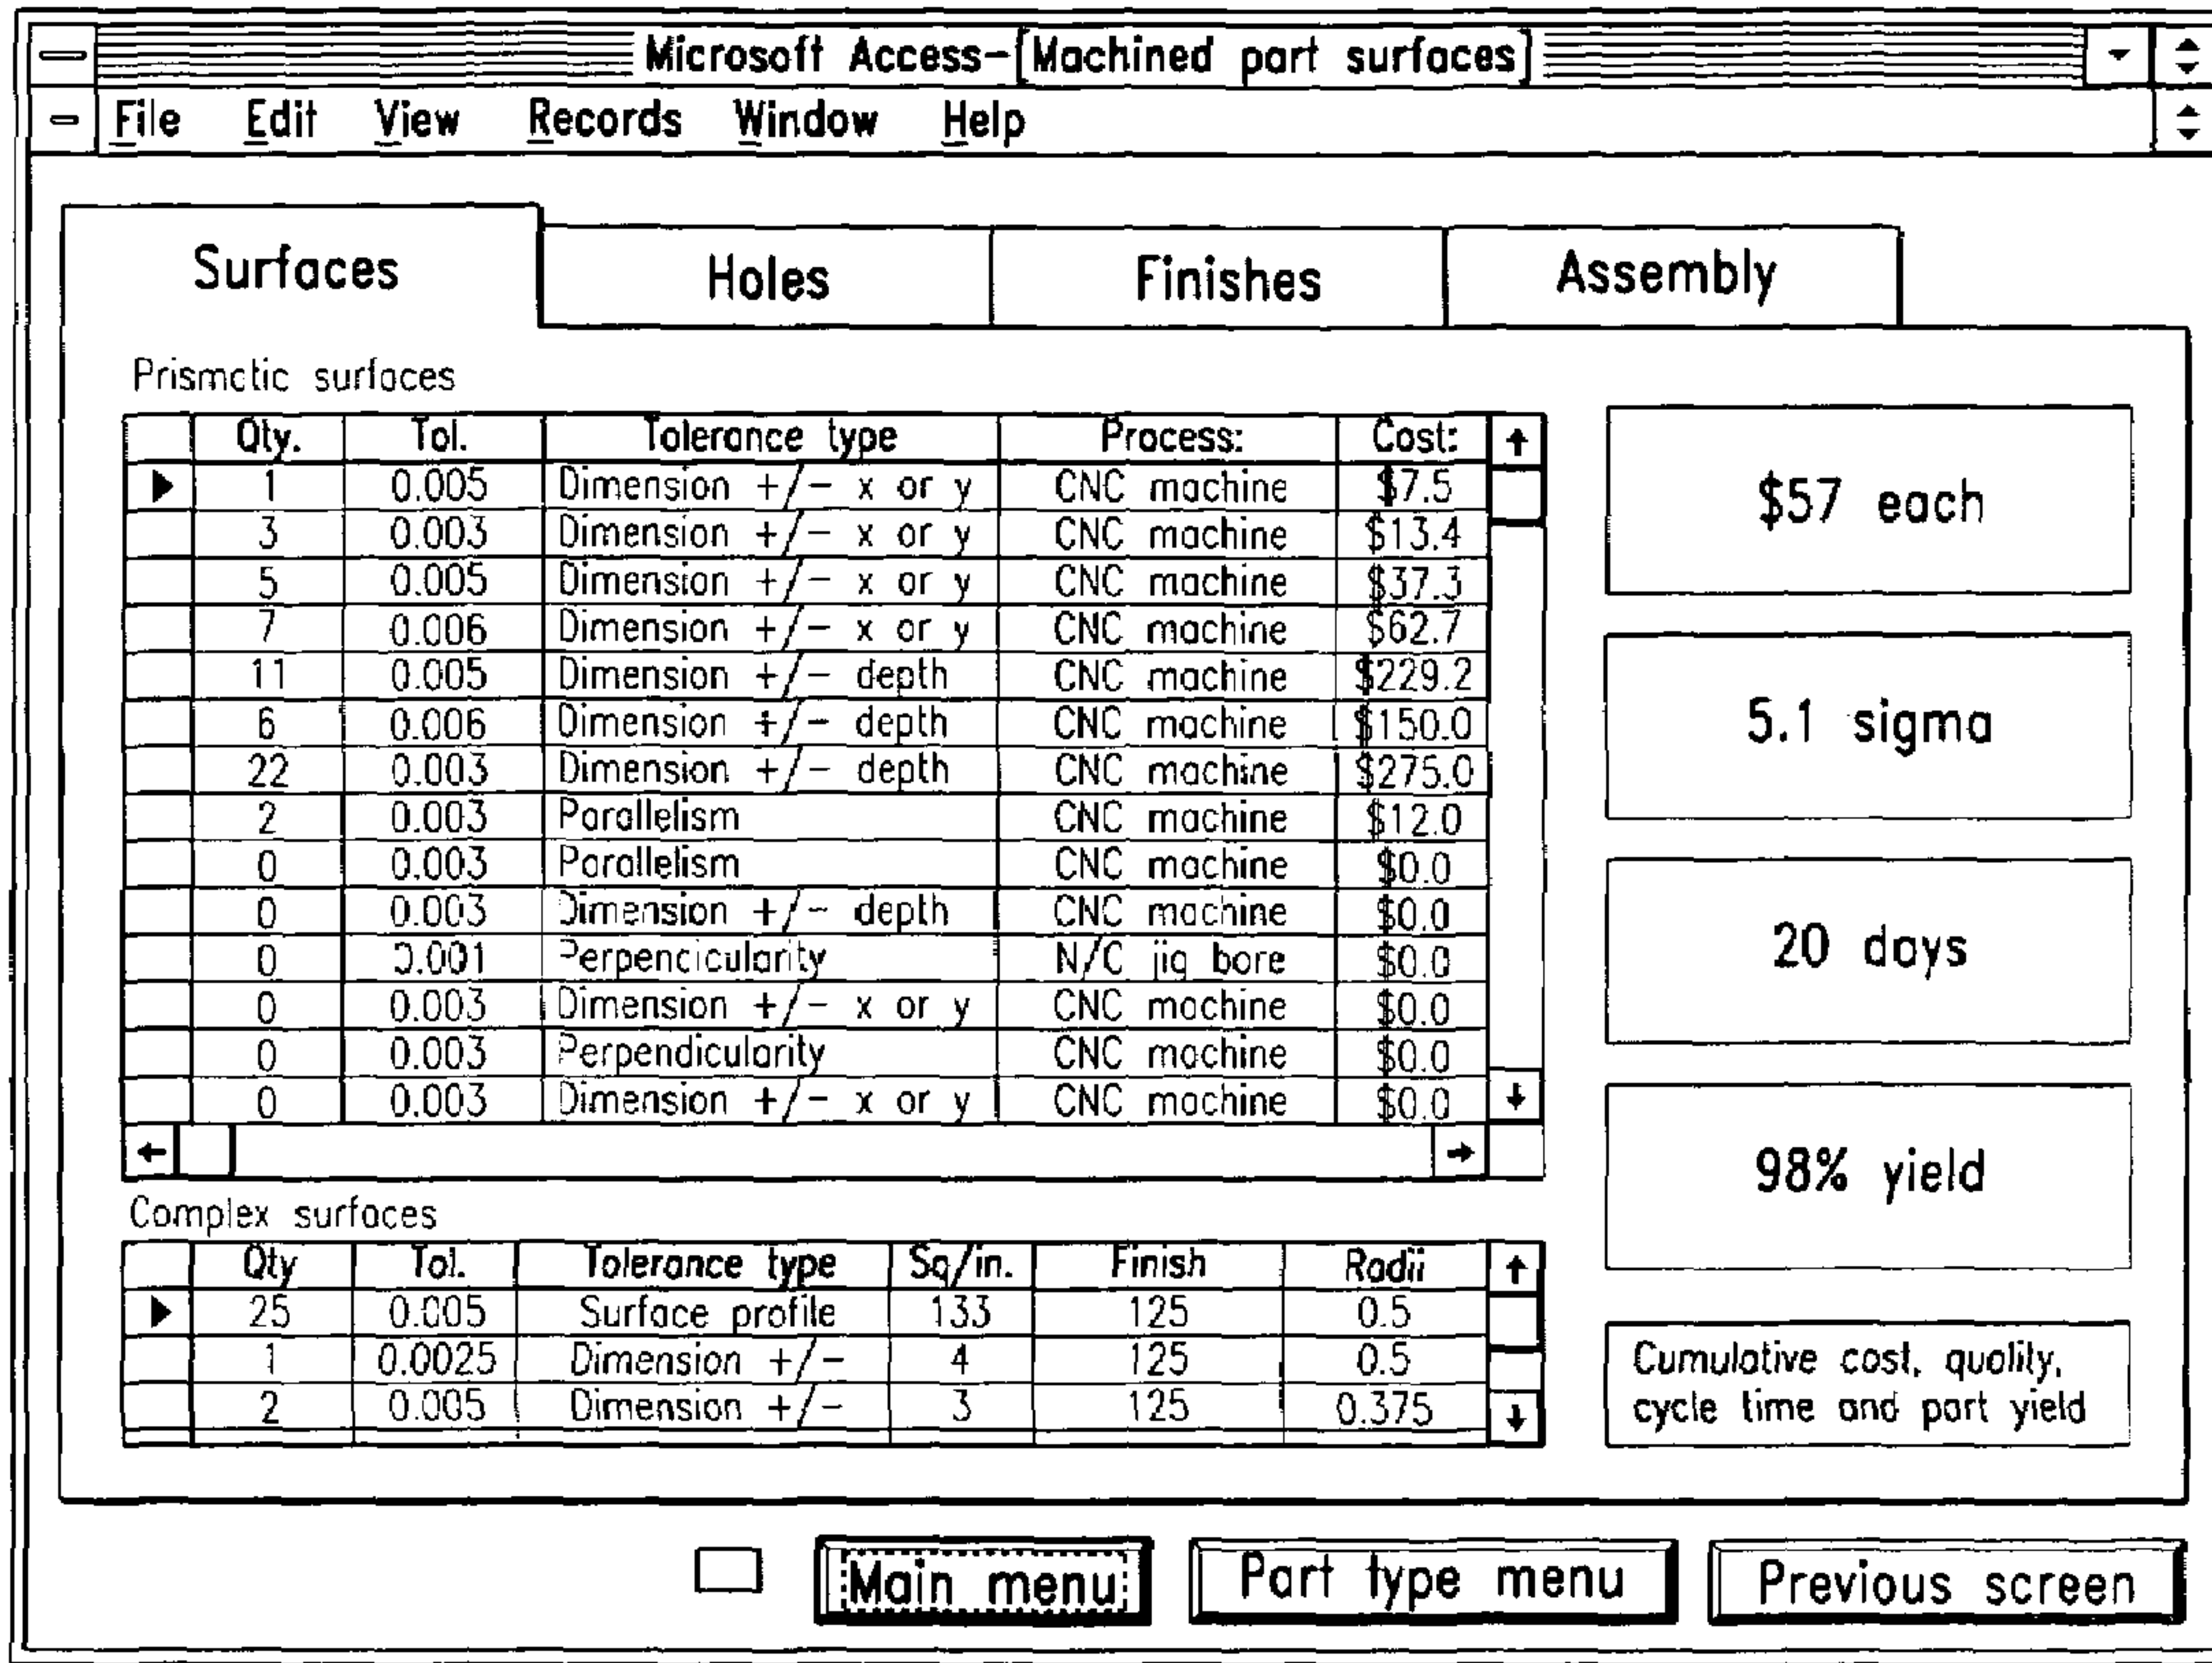 Microsoft Access-[Machined part surfaces]
File Edit View Records Window Help
Surfaces Holes Finishes Assembly
Prismatic surfaces
Qty. Tol. Tolerance type Process: Cost:
1 0.005 Dimension +/- x or y CNC machine $7.5
3 0.003 Dimension +/- x or y CNC machine $13.4
5 0.005 Dimension +/- x or y CNC machine $37.3
7 0.006 Dimension +/- x or y CNC machine $62.7
11 0.005 Dimension +/- depth CNC machine $229.2
6 0.006 Dimension +/- depth CNC machine $150.0
22 0.003 Dimension +/- depth CNC machine $275.0
2 0.003 Parallelism CNC machine $12.0
0 0.003 Parallelism CNC machine $0.0
0 0.003 Dimension +/- depth CNC machine $0.0
0 0.001 Perpendicularity N/C jig bore $0.0
0 0.003 Dimension +/- x or y CNC machine $0.0
0 0.003 Perpendicularity CNC machine $0.0
0 0.003 Dimension +/- x or y CNC machine $0.0
Complex surfaces
Qty Tol. Tolerance type Sq/in. Finish Radii
25 0.005 Surface profile 133 125 0.5
1 0.0025 Dimension +/- 4 125 0.5
2 0.005 Dimension +/- 3 125 0.375
$57 each
5.1 sigma
20 days
98% yield
Cumulative cost, quality,
cycle time and part yield
Main menu Part type menu Previous screen